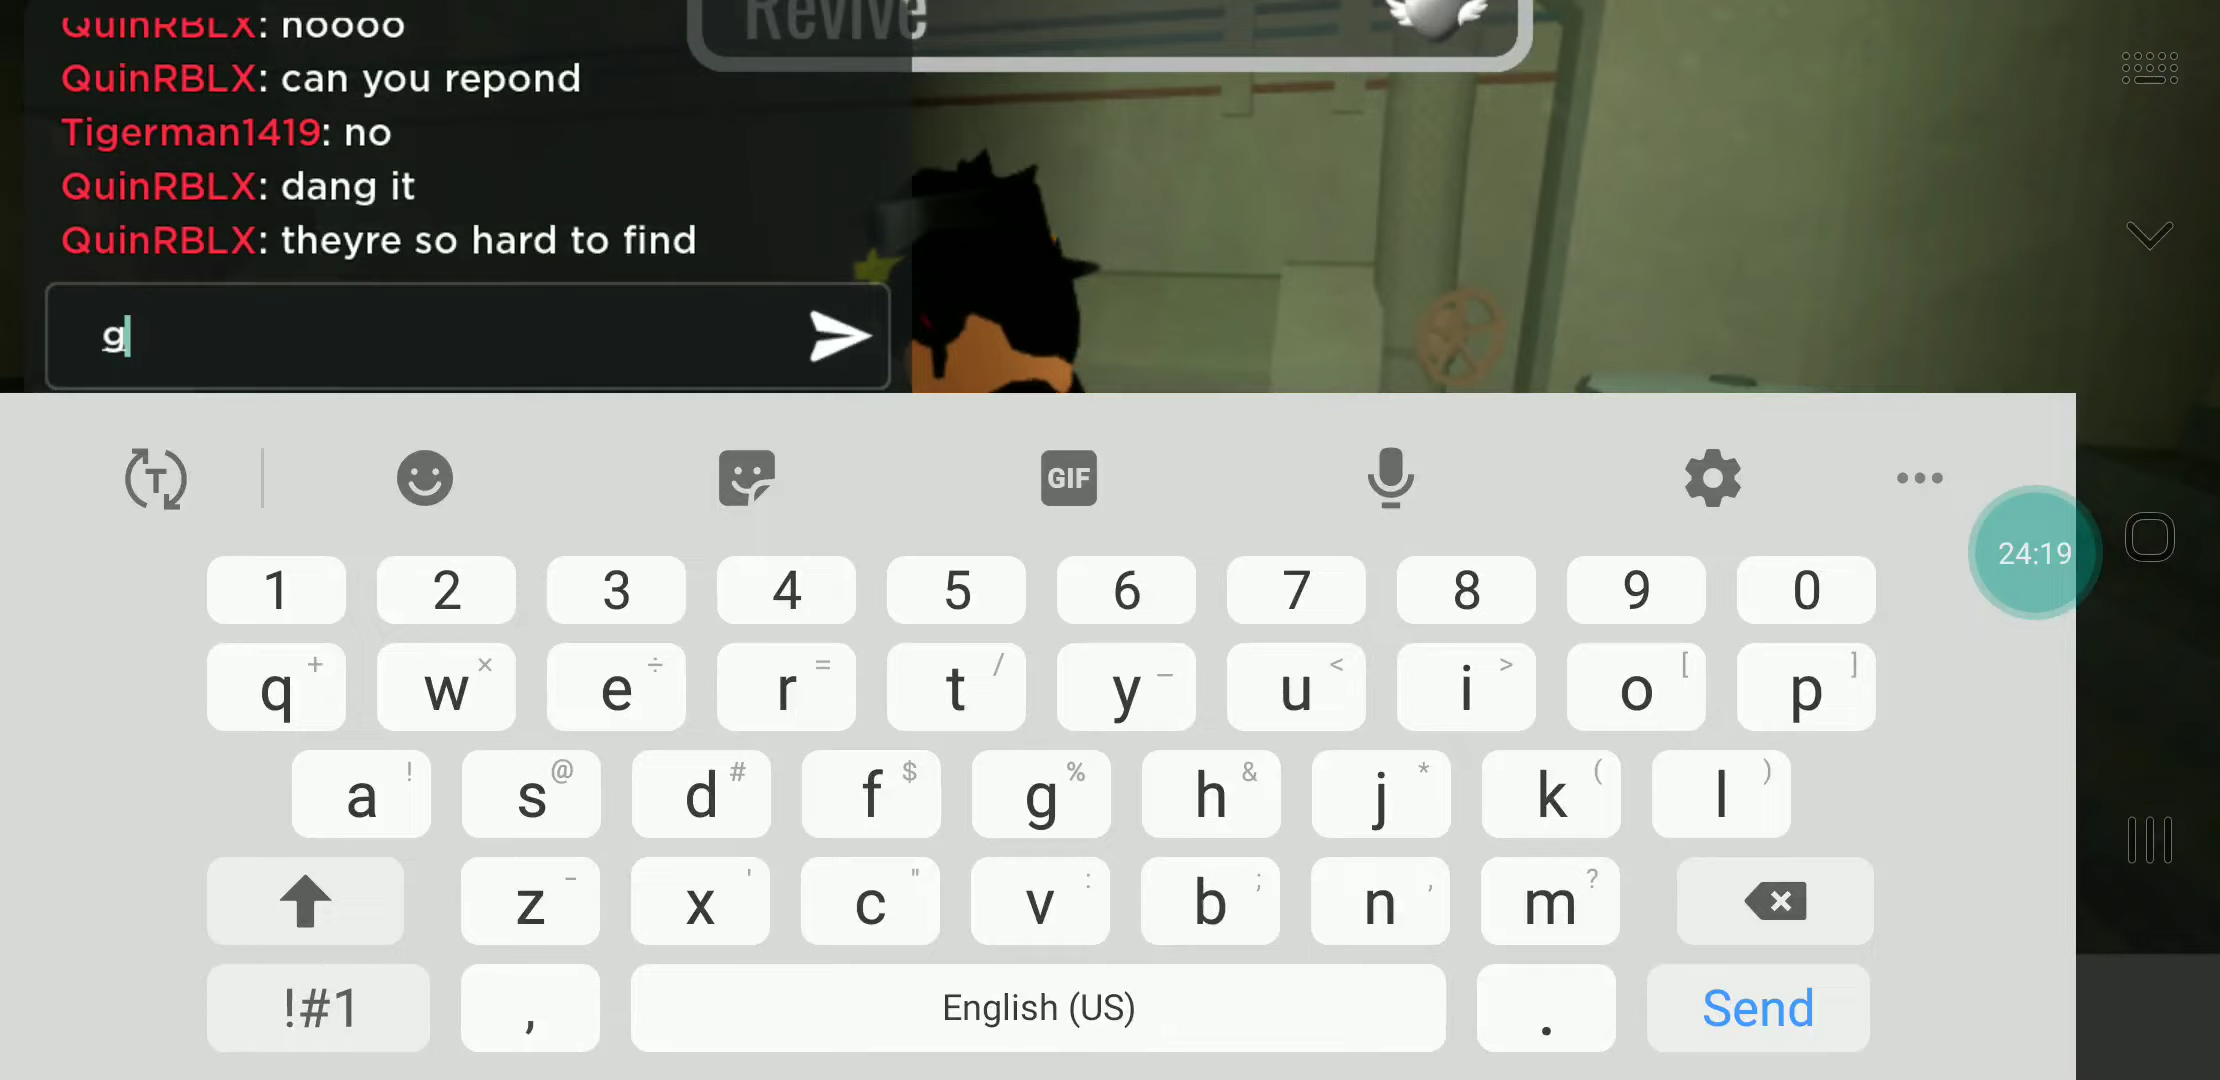 QuinRBLX: noooo
Revive
QuinRBLX: can you repond
Tigerman1419: no
QuinRBLX: dang it
QuinRBLX: theyre so hard to find
g
T
GIF
24:19
1 2 3 4 5 6 7 8 9 0
q + w × e ÷ r = t / y _ u < i > o [ p ]
a ! s @ d # f $ g % h & j * k ( l )
z - x ' c " v : b ; n , m ?
!#1 , English (US) . Send